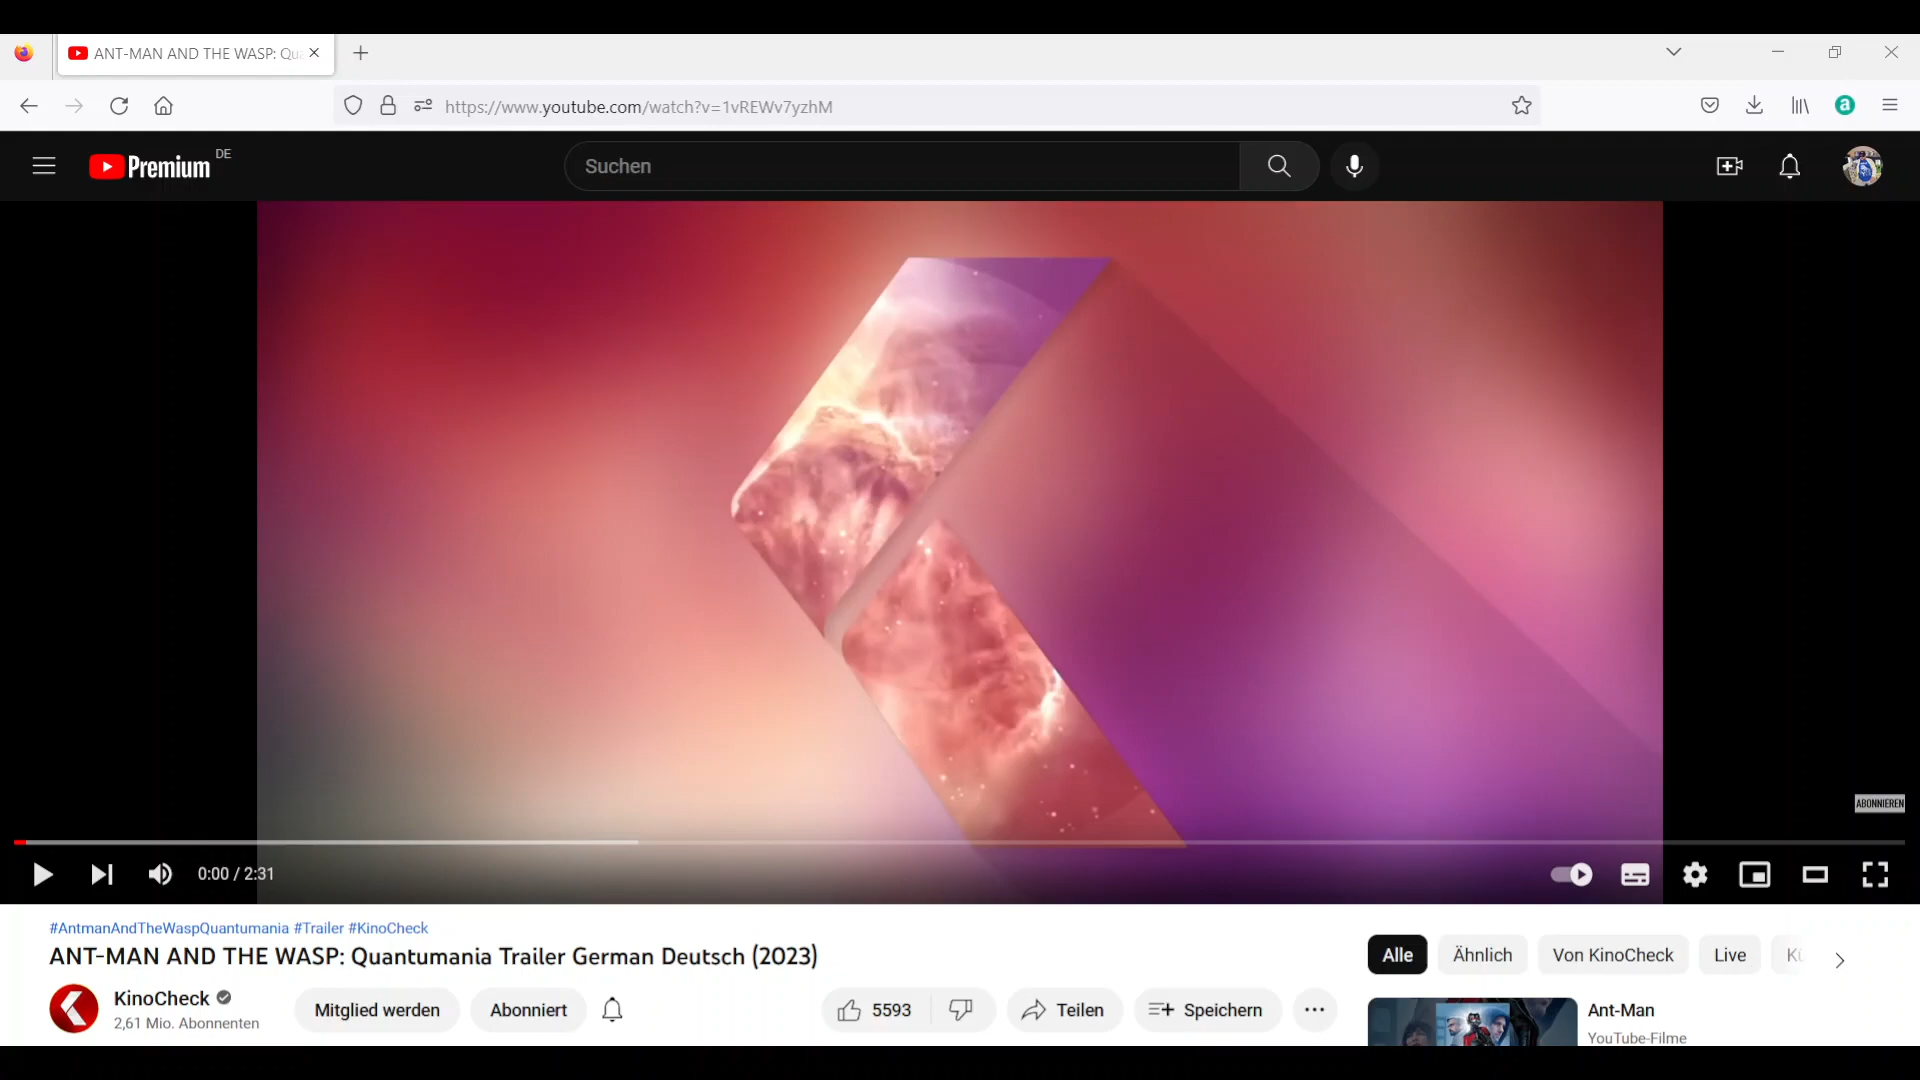 ANT-MAN AND THE WASP: Qu
https://www.youtube.com/watch?v=1vREWv7yzhM
Premium DE
Suchen
ABONNIEREN
0:00 / 2:31
#AntmanAndTheWaspQuantumania #Trailer #KinoCheck
ANT-MAN AND THE WASP: Quantumania Trailer German Deutsch (2023)
KinoCheck
2,61 Mio. Abonnenten
Mitglied werden
Abonniert
5593
Teilen
Speichern
Alle
Ähnlich
Von KinoCheck
Live
Ant-Man
YouTube-Filme